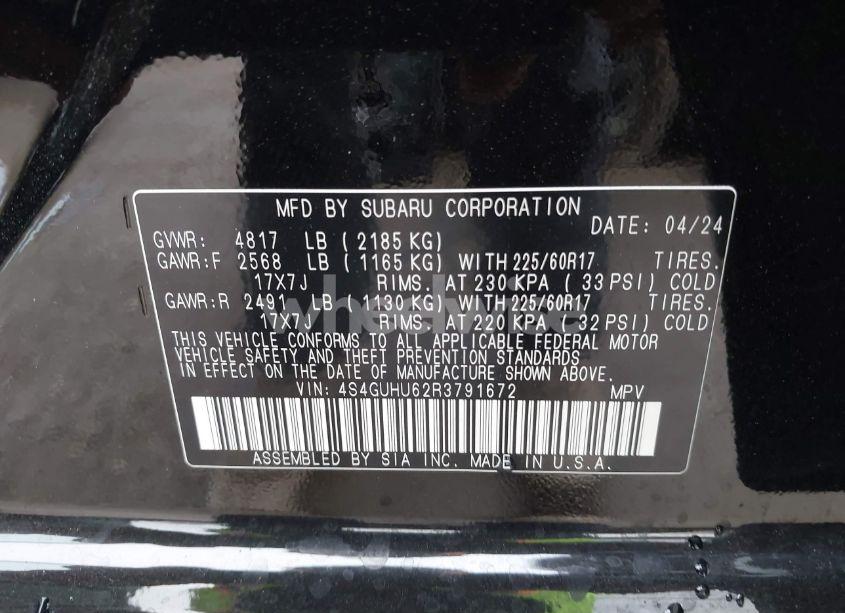 MFD BY SUBARU CORPORATION DATE: 04/24
GVWR: 4817 LB ( 2185 KG)
GAWR:F 2568 LB ( 1165 KG) WITH 225/60R17 TIRES.
17X7J RIMS. AT 230 KPA ( 33 PSI) COLD
GAWR:R 2491 LB ( 1130 KG) WITH 225/60R17 TIRES.
17X7J RIMS. AT 220 KPA ( 32 PSI) COLD
THIS VEHICLE CONFORMS TO ALL APPLICABLE FEDERAL MOTOR
VEHICLE SAFETY AND THEFT PREVENTION STANDARDS
IN EFFECT ON THE DATE OF MANUFACTURE SHOWN ABOVE.
VIN: 4S4GUHU62R3791672 MPV
ASSEMBLED BY SIA INC. MADE IN U.S.A.